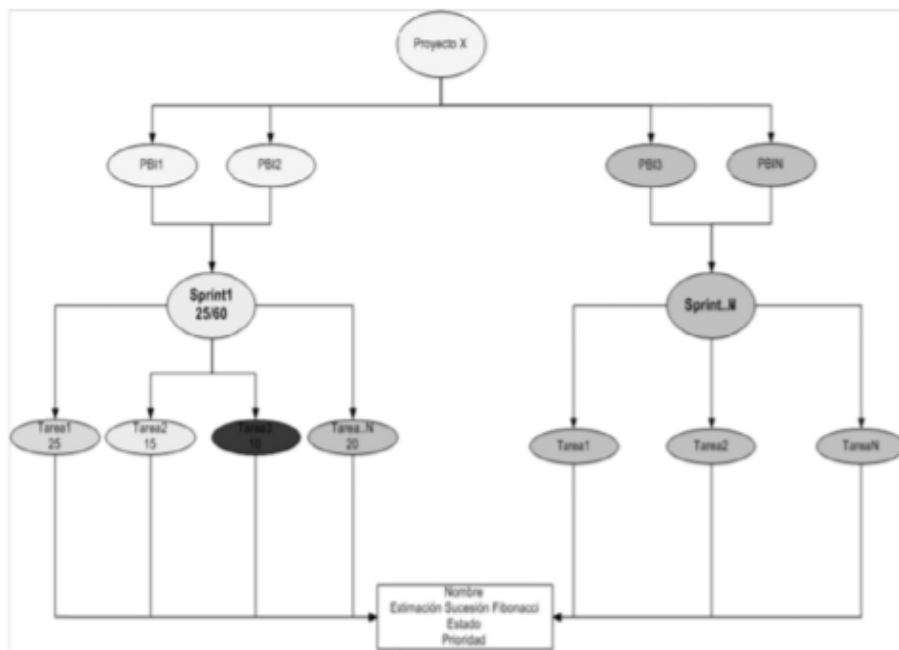 Proyecto X
PBI1
PBI2
PBI3
PBIN
Sprint1
25/60
Sprint..N
Tarea1
25
Tarea2
15
Tarea3
10
Tarea..N
20
Tarea1
Tarea2
TareaN
Nombre
Estimación Sucesión Fibonacci
Estado
Prioridad